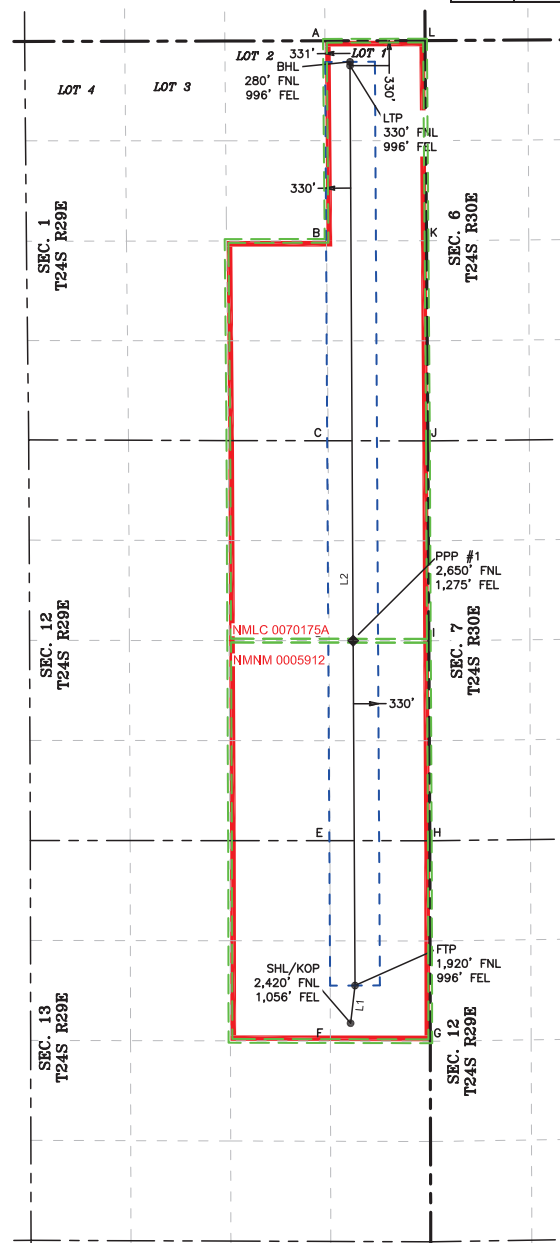 A
L
LOT 4
LOT 3
LOT 2
331'
LOT 1
BHL
280' FNL
996' FEL
330'
LTP
330' FNL
996' FEL
330'
SEC. 1
T24S R29E
B
K
SEC. 6
T24S R30E
C
J
L2
PPP #1
2,650' FNL
1,275' FEL
NMLC 0070175A
NMNM 0005912
I
SEC. 12
T24S R29E
SEC. 7
T24S R30E
330'
E
H
FTP
1,920' FNL
996' FEL
SHL/KOP
2,420' FNL
1,056' FEL
L1
F
G
SEC. 13
T24S R29E
SEC. 12
T24S R29E